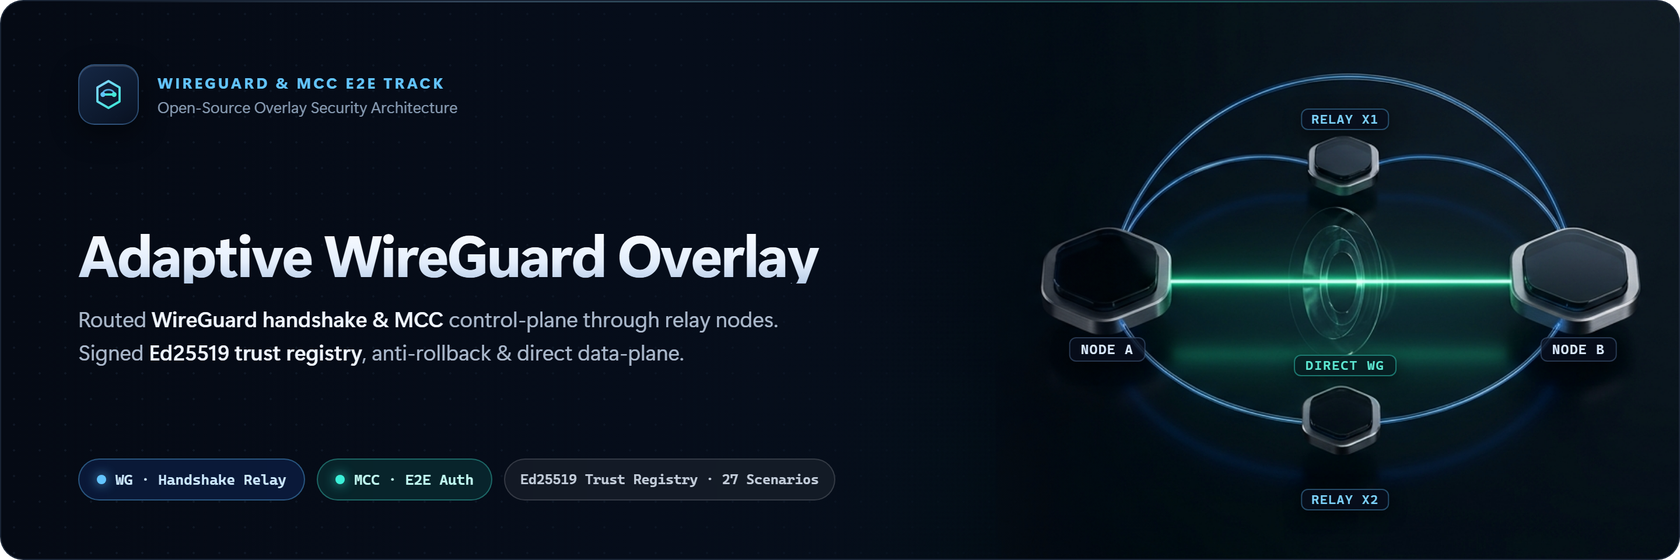 WIREGUARD & MCC E2E TRACK
Open-Source Overlay Security Architecture
Adaptive WireGuard Overlay
Routed WireGuard handshake & MCC control-plane through relay nodes.
Signed Ed25519 trust registry, anti-rollback & direct data-plane.
WG · Handshake Relay
MCC · E2E Auth
Ed25519 Trust Registry · 27 Scenarios
RELAY X1
NODE A
NODE B
DIRECT WG
RELAY X2